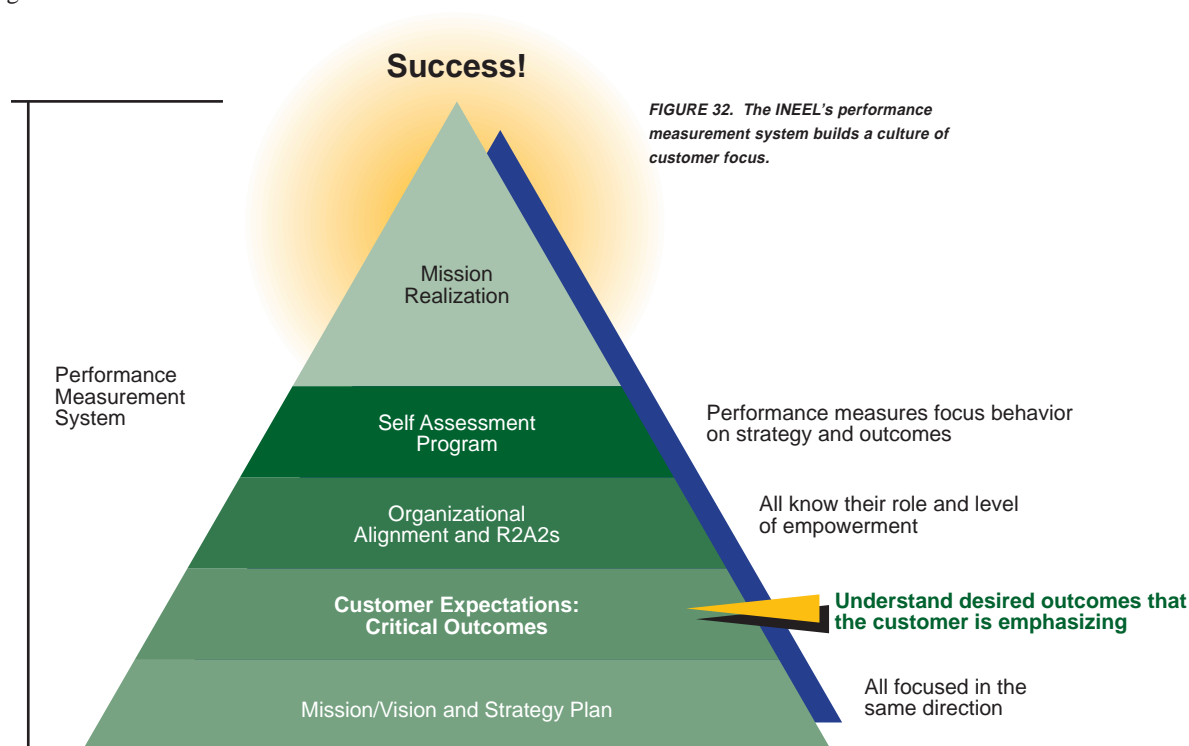 Success!
FIGURE 32. The INEEL's performance
measurement system builds a culture of
customer focus.
Mission
Realization
Performance
Measurement
System
Self Assessment
Program
Performance measures focus behavior
on strategy and outcomes
Organizational
Alignment and R2A2s
All know their role and level
of empowerment
Customer Expectations:
Critical Outcomes
Understand desired outcomes that
the customer is emphasizing
Mission/Vision and Strategy Plan
All focused in the
same direction